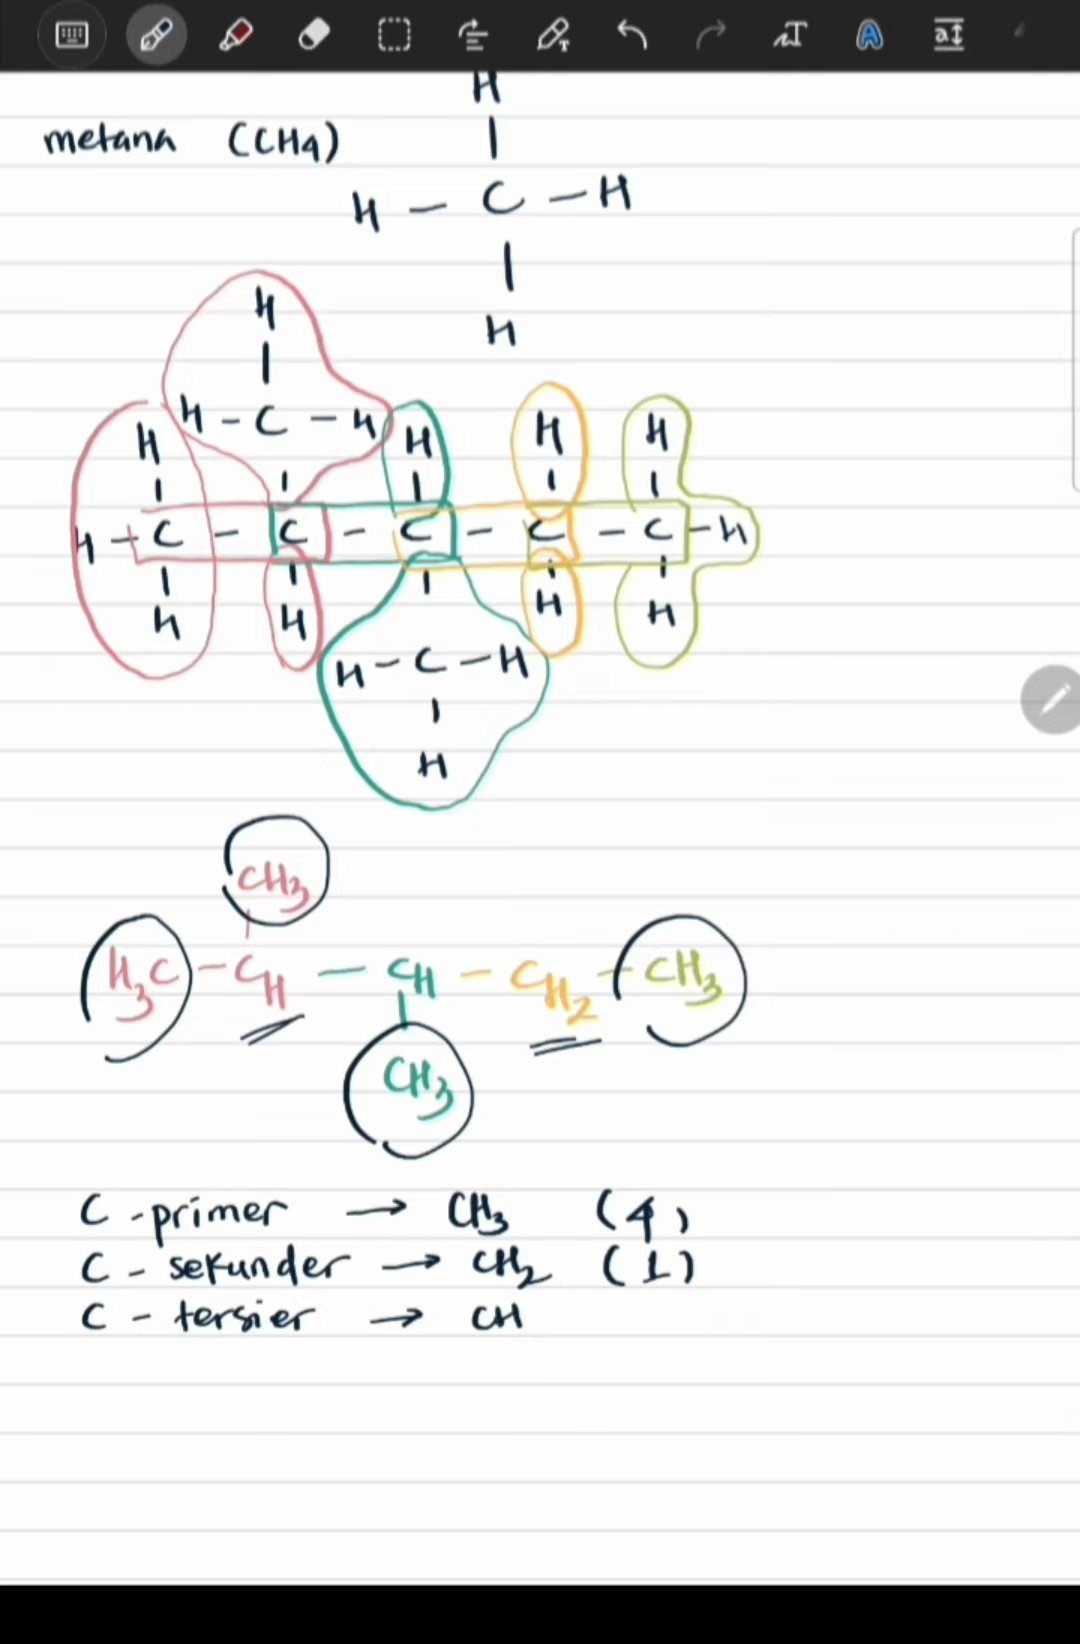 H
metana (CH4)
|
H – C – H
|
H
H
|
H – C – H
H H H H
| | | | |
H – C – C – C – C – C – H
| | | | |
H H H H
H – C – H
|
H
CH3
|
H3C – CH – CH – CH2 – CH3
|
CH3
C - primer → CH3 (4)
C - sekunder → CH2 (1)
C - tersier → CH